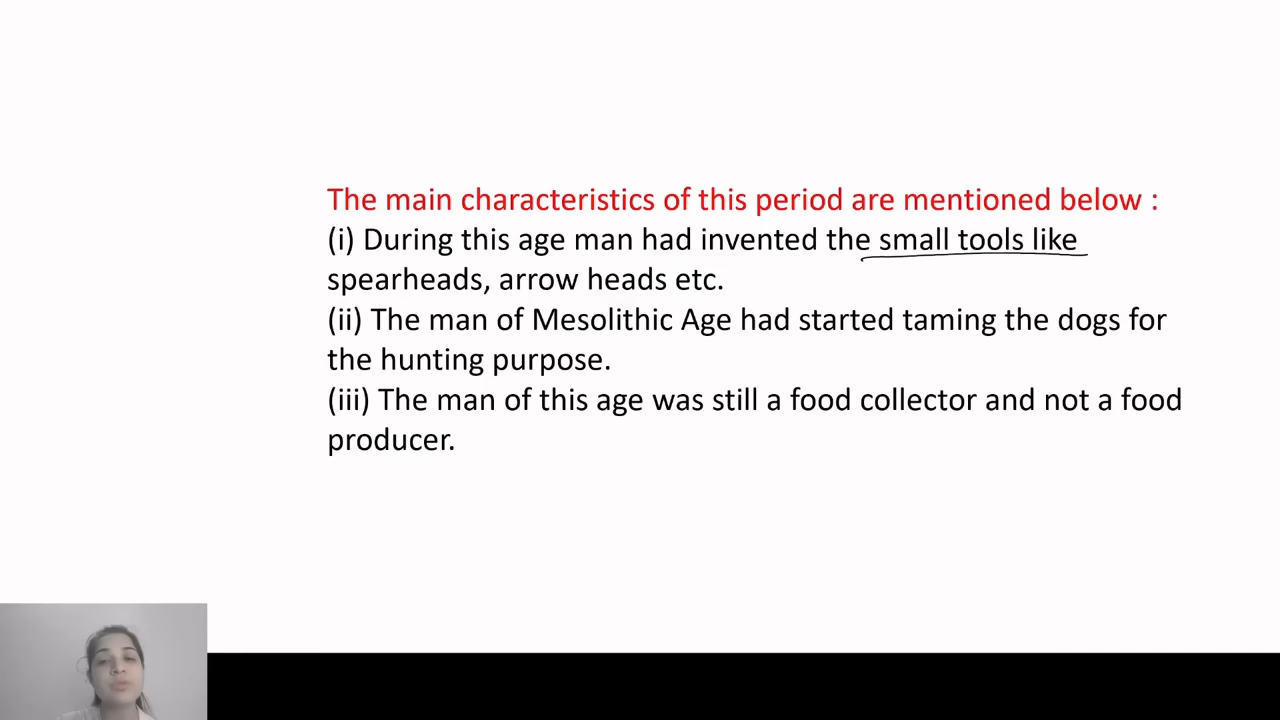 The main characteristics of this period are mentioned below :
(i) During this age man had invented the small tools like
spearheads, arrow heads etc.
(ii) The man of Mesolithic Age had started taming the dogs for
the hunting purpose.
(iii) The man of this age was still a food collector and not a food
producer.